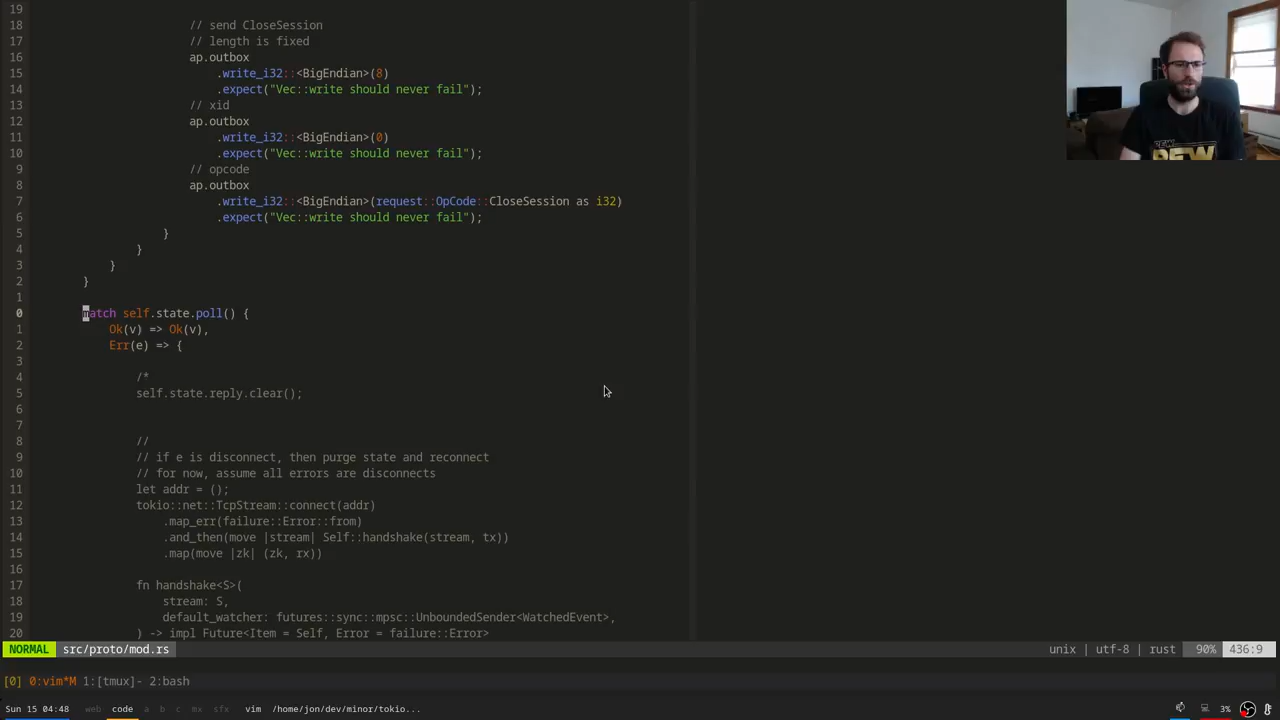 19
18 // send CloseSession
17 // length is fixed
16 ap.outbox
15 .write_i32::<BigEndian>(8)
14 .expect("Vec::write should never fail");
13 // xid
12 ap.outbox
11 .write_i32::<BigEndian>(0)
10 .expect("Vec::write should never fail");
9 // opcode
8 ap.outbox
7 .write_i32::<BigEndian>(request::OpCode::CloseSession as i32)
6 .expect("Vec::write should never fail");
5 }
4 }
3 }
2 }
1
0 match self.state.poll() {
1 Ok(v) => Ok(v),
2 Err(e) => {
3
4 /*
5 self.state.reply.clear();
6
7
8 //
9 // if e is disconnect, then purge state and reconnect
10 // for now, assume all errors are disconnects
11 let addr = ();
12 tokio::net::TcpStream::connect(addr)
13 .map_err(failure::Error::from)
14 .and_then(move |stream| Self::handshake(stream, tx))
15 .map(move |zk| (zk, rx))
16
17 fn handshake<S>(
18 stream: S,
19 default_watcher: futures::sync::mpsc::UnboundedSender<WatchedEvent>,
20 ) -> impl Future<Item = Self, Error = failure::Error>
NORMAL src/proto/mod.rs unix | utf-8 | rust 90% 436:9
[0] 0:vim*M 1:[tmux]- 2:bash
Sun 15 04:48 web code a b c mx sfx vim /home/jon/dev/minor/tokio... 3%
PEW